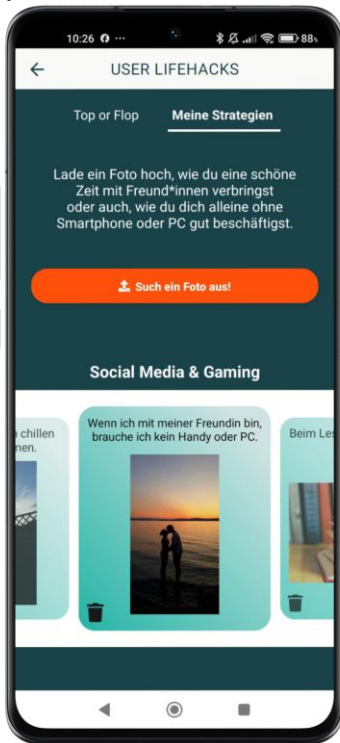 10:26
88%
USER LIFEHACKS
Top or Flop
Meine Strategien
Lade ein Foto hoch, wie du eine schöne
Zeit mit Freund*innen verbringst
oder auch, wie du dich alleine ohne
Smartphone oder PC gut beschäftigst.
Such ein Foto aus!
Social Media & Gaming
chillen
nen.
Wenn ich mit meiner Freundin bin,
brauche ich kein Handy oder PC.
Beim Les